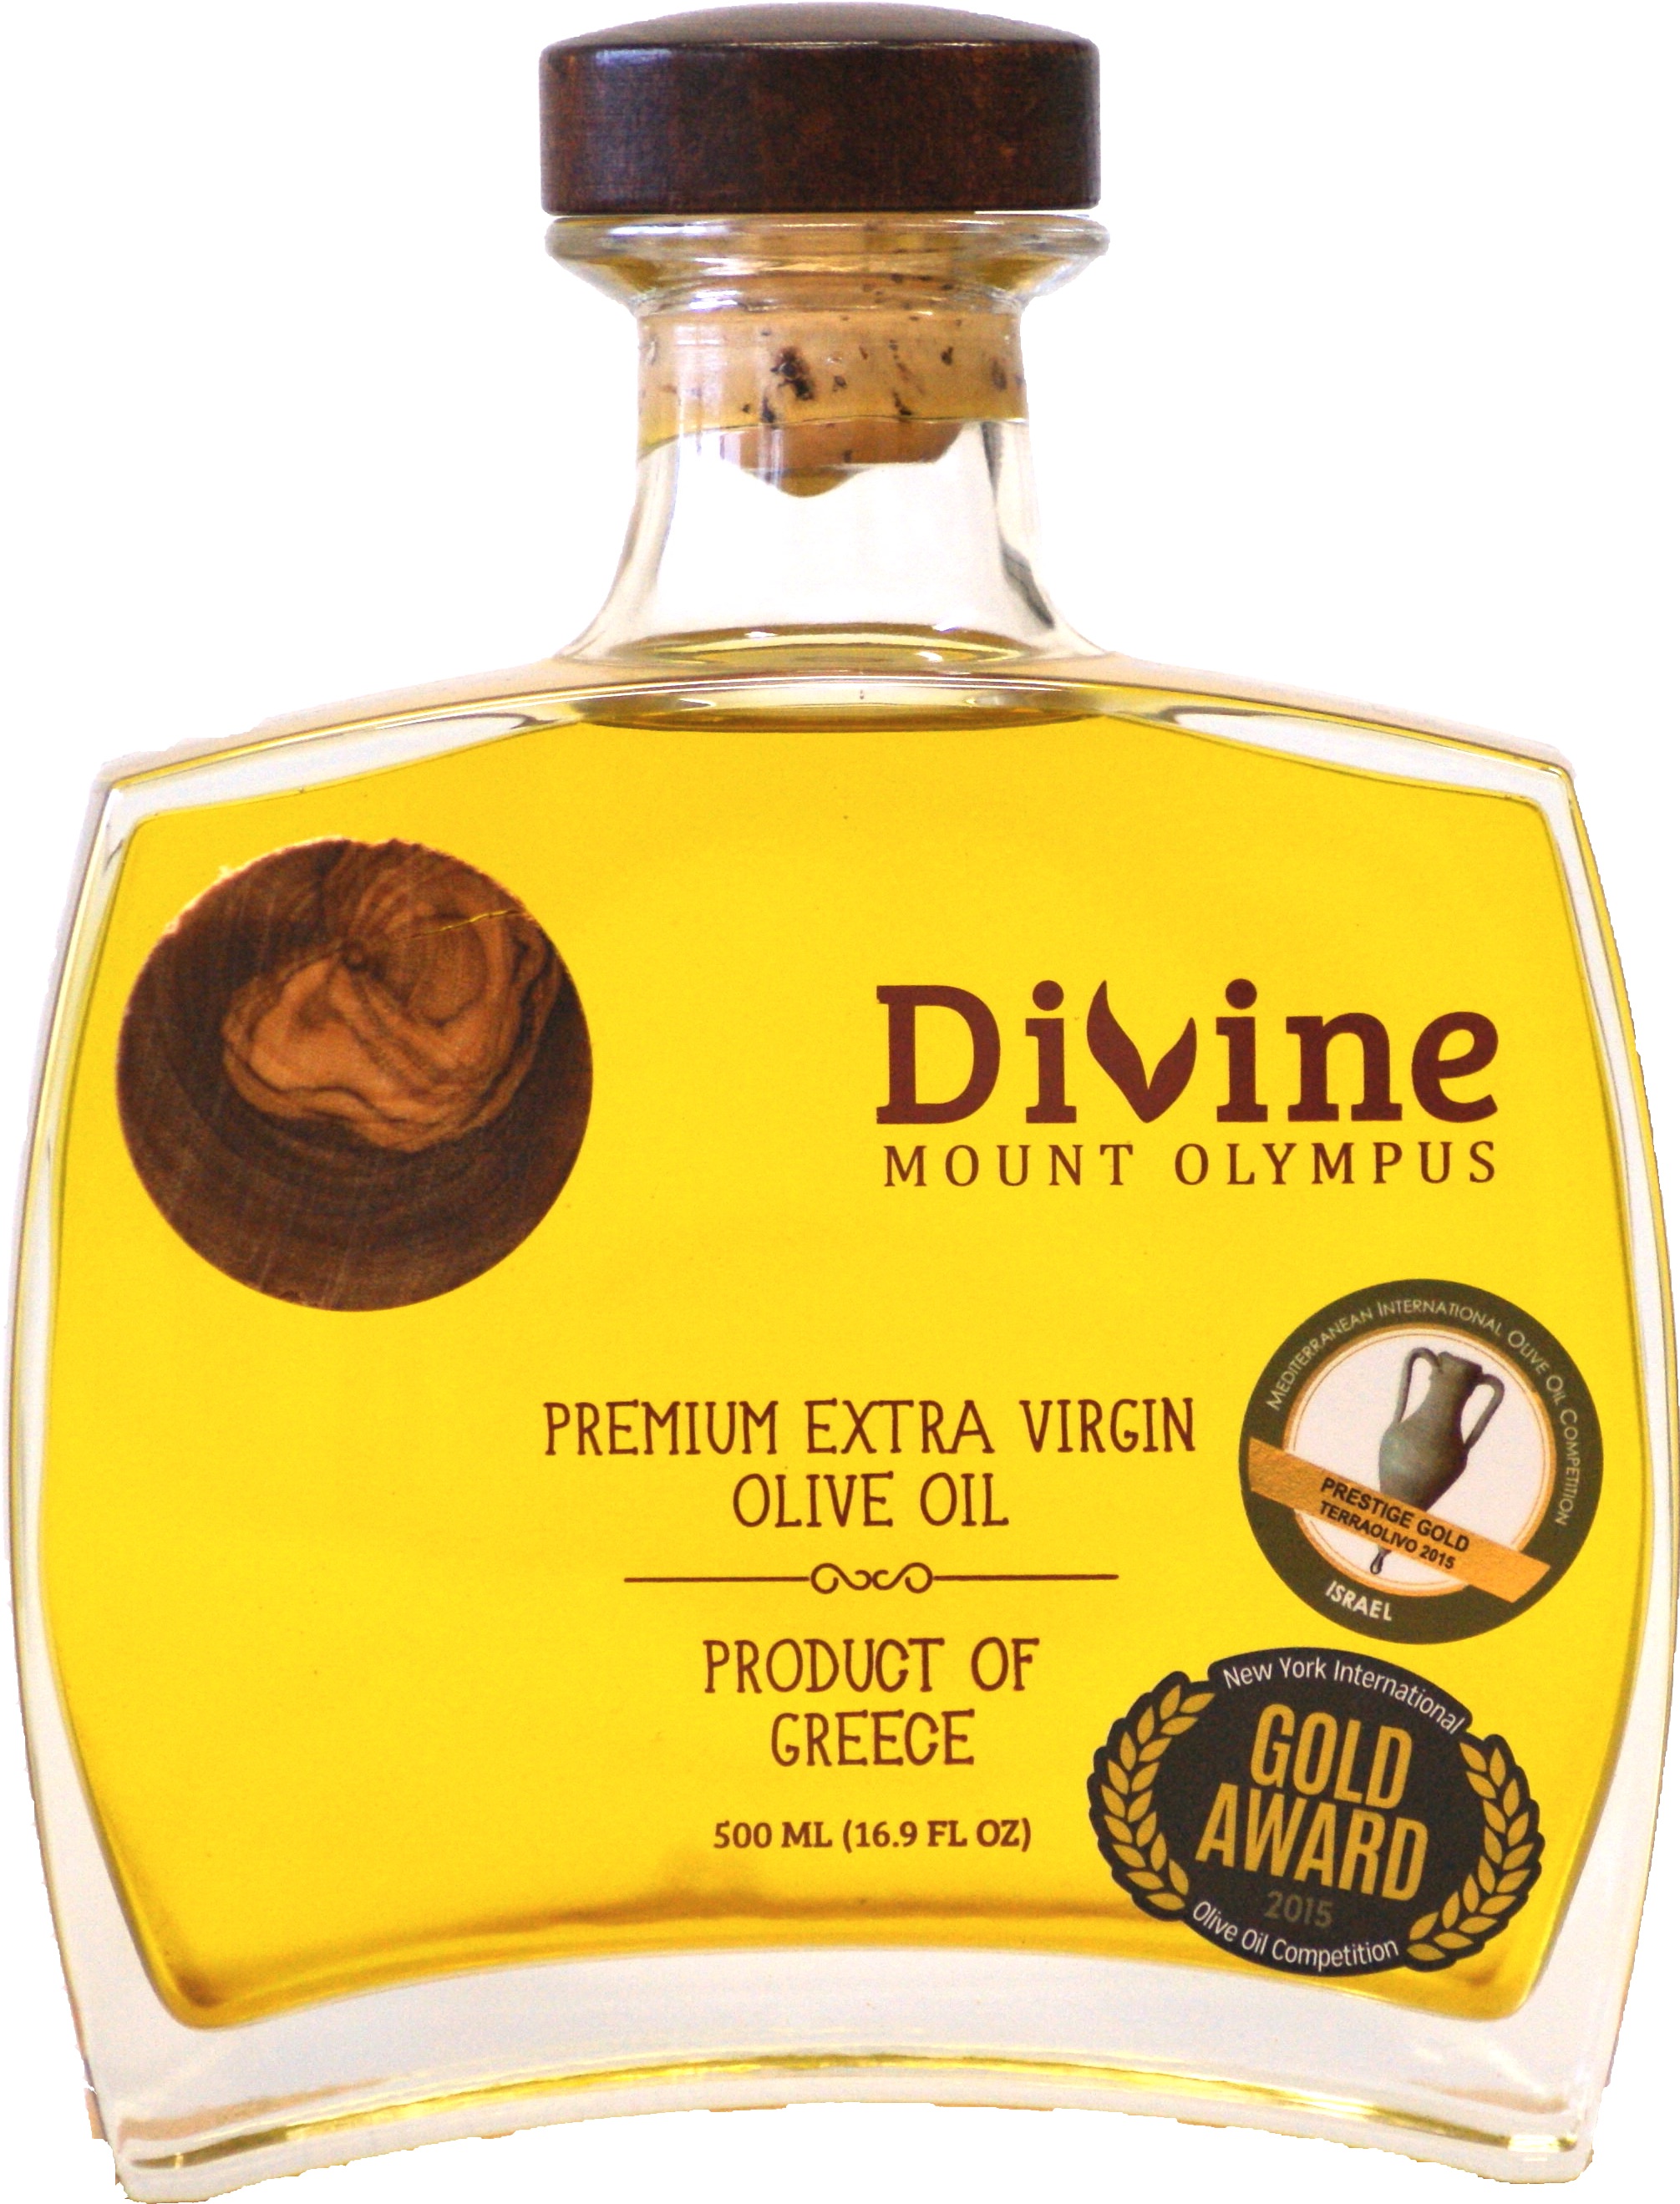 Divine
MOUNT OLYMPUS
PREMIUM EXTRA VIRGIN
OLIVE OIL
PRODUCT OF
GREECE
500 ML (16.9 FL OZ)
MEDITERRANEAN INTERNATIONAL OLIVE OIL COMPETITION
PRESTIGE GOLD
TERRAOLIVO 2015
ISRAEL
New York International
GOLD
AWARD
2015
Olive Oil Competition